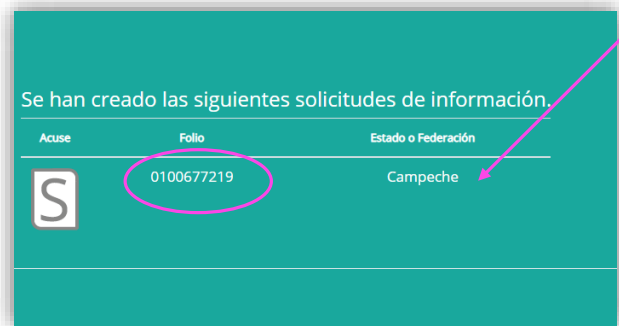 Se han creado las siguientes solicitudes de información.
Acuse Folio Estado o Federación
S 0100677219 Campeche